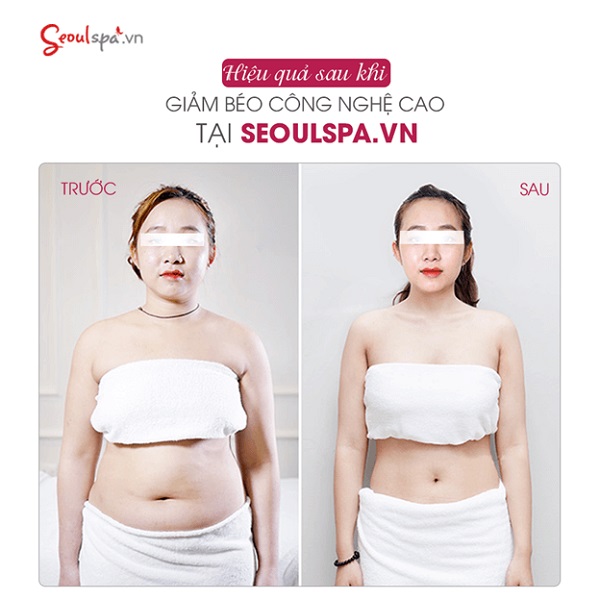 Seoulspa.vn
Hiệu quả sau khi
GIẢM BÉO CÔNG NGHỆ CAO
TẠI SEOULSPA.VN
TRƯỚC
SAU